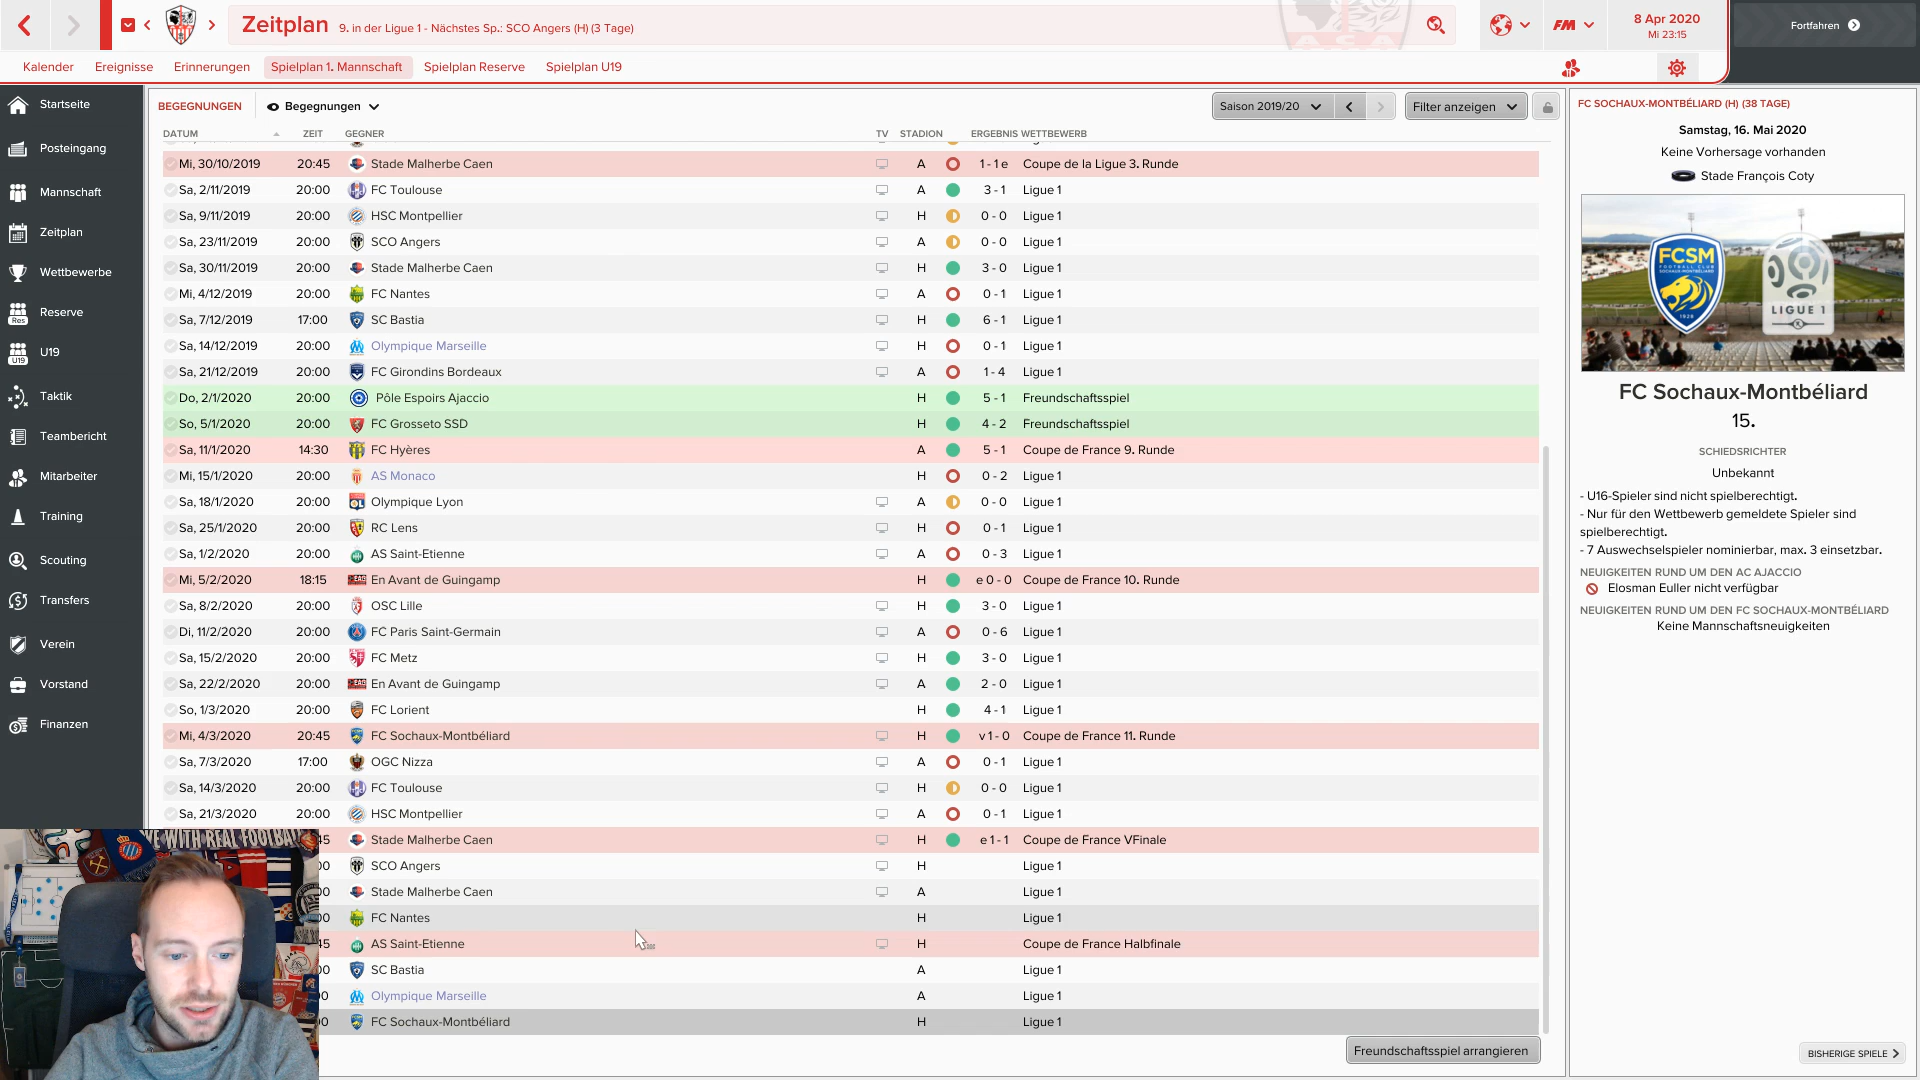 Zeitplan
9. in der Ligue 1 - Nächstes Sp.: SCO Angers (H) (3 Tage)
FM
8 Apr 2020
Mi 23:15
Fortfahren
Kalender Ereignisse Erinnerungen Spielplan 1. Mannschaft Spielplan Reserve Spielplan U19
Startseite
Posteingang
Mannschaft
Zeitplan
Wettbewerbe
Reserve
Res
U19
U19
Taktik
Teambericht
Mitarbeiter
Training
Scouting
Transfers
Verein
Vorstand
Finanzen
BEGEGNUNGEN Begegnungen Saison 2019/20 Filter anzeigen
DATUM ZEIT GEGNER TV STADION ERGEBNIS WETTBEWERB
Mi, 30/10/2019 20:45 Stade Malherbe Caen A 1 - 1 e Coupe de la Ligue 3. Runde
Sa, 2/11/2019 20:00 FC Toulouse A 3 - 1 Ligue 1
Sa, 9/11/2019 20:00 HSC Montpellier H 0 - 0 Ligue 1
Sa, 23/11/2019 20:00 SCO Angers A 0 - 0 Ligue 1
Sa, 30/11/2019 20:00 Stade Malherbe Caen H 3 - 0 Ligue 1
Mi, 4/12/2019 20:00 FC Nantes A 0 - 1 Ligue 1
Sa, 7/12/2019 17:00 SC Bastia H 6 - 1 Ligue 1
Sa, 14/12/2019 20:00 Olympique Marseille H 0 - 1 Ligue 1
Sa, 21/12/2019 20:00 FC Girondins Bordeaux A 1 - 4 Ligue 1
Do, 2/1/2020 20:00 Pôle Espoirs Ajaccio H 5 - 1 Freundschaftsspiel
So, 5/1/2020 20:00 FC Grosseto SSD H 4 - 2 Freundschaftsspiel
Sa, 11/1/2020 14:30 FC Hyères A 5 - 1 Coupe de France 9. Runde
Mi, 15/1/2020 20:00 AS Monaco H 0 - 2 Ligue 1
Sa, 18/1/2020 20:00 Olympique Lyon A 0 - 0 Ligue 1
Sa, 25/1/2020 20:00 RC Lens H 0 - 1 Ligue 1
Sa, 1/2/2020 20:00 AS Saint-Etienne A 0 - 3 Ligue 1
Mi, 5/2/2020 18:15 En Avant de Guingamp H e 0 - 0 Coupe de France 10. Runde
Sa, 8/2/2020 20:00 OSC Lille H 3 - 0 Ligue 1
Di, 11/2/2020 20:00 FC Paris Saint-Germain A 0 - 6 Ligue 1
Sa, 15/2/2020 20:00 FC Metz H 3 - 0 Ligue 1
Sa, 22/2/2020 20:00 En Avant de Guingamp A 2 - 0 Ligue 1
So, 1/3/2020 20:00 FC Lorient H 4 - 1 Ligue 1
Mi, 4/3/2020 20:45 FC Sochaux-Montbéliard H v 1 - 0 Coupe de France 11. Runde
Sa, 7/3/2020 17:00 OGC Nizza A 0 - 1 Ligue 1
Sa, 14/3/2020 20:00 FC Toulouse H 0 - 0 Ligue 1
Sa, 21/3/2020 20:00 HSC Montpellier A 0 - 1 Ligue 1
45 Stade Malherbe Caen H e 1 - 1 Coupe de France VFinale
00 SCO Angers H Ligue 1
00 Stade Malherbe Caen A Ligue 1
00 FC Nantes H Ligue 1
45 AS Saint-Etienne H Coupe de France Halbfinale
00 SC Bastia A Ligue 1
00 Olympique Marseille A Ligue 1
00 FC Sochaux-Montbéliard H Ligue 1
Freundschaftsspiel arrangieren
FC SOCHAUX-MONTBÉLIARD (H) (38 TAGE)
Samstag, 16. Mai 2020
Keine Vorhersage vorhanden
Stade François Coty
FCSM
LIGUE 1
FC Sochaux-Montbéliard
15.
SCHIEDSRICHTER
Unbekannt
- U16-Spieler sind nicht spielberechtigt.
- Nur für den Wettbewerb gemeldete Spieler sind
spielberechtigt.
- 7 Auswechselspieler nominierbar, max. 3 einsetzbar.
NEUIGKEITEN RUND UM DEN AC AJACCIO
Elosman Euller nicht verfügbar
NEUIGKEITEN RUND UM DEN FC SOCHAUX-MONTBÉLIARD
Keine Mannschaftsneuigkeiten
BISHERIGE SPIELE
VE WITH REAL FOOTBALL